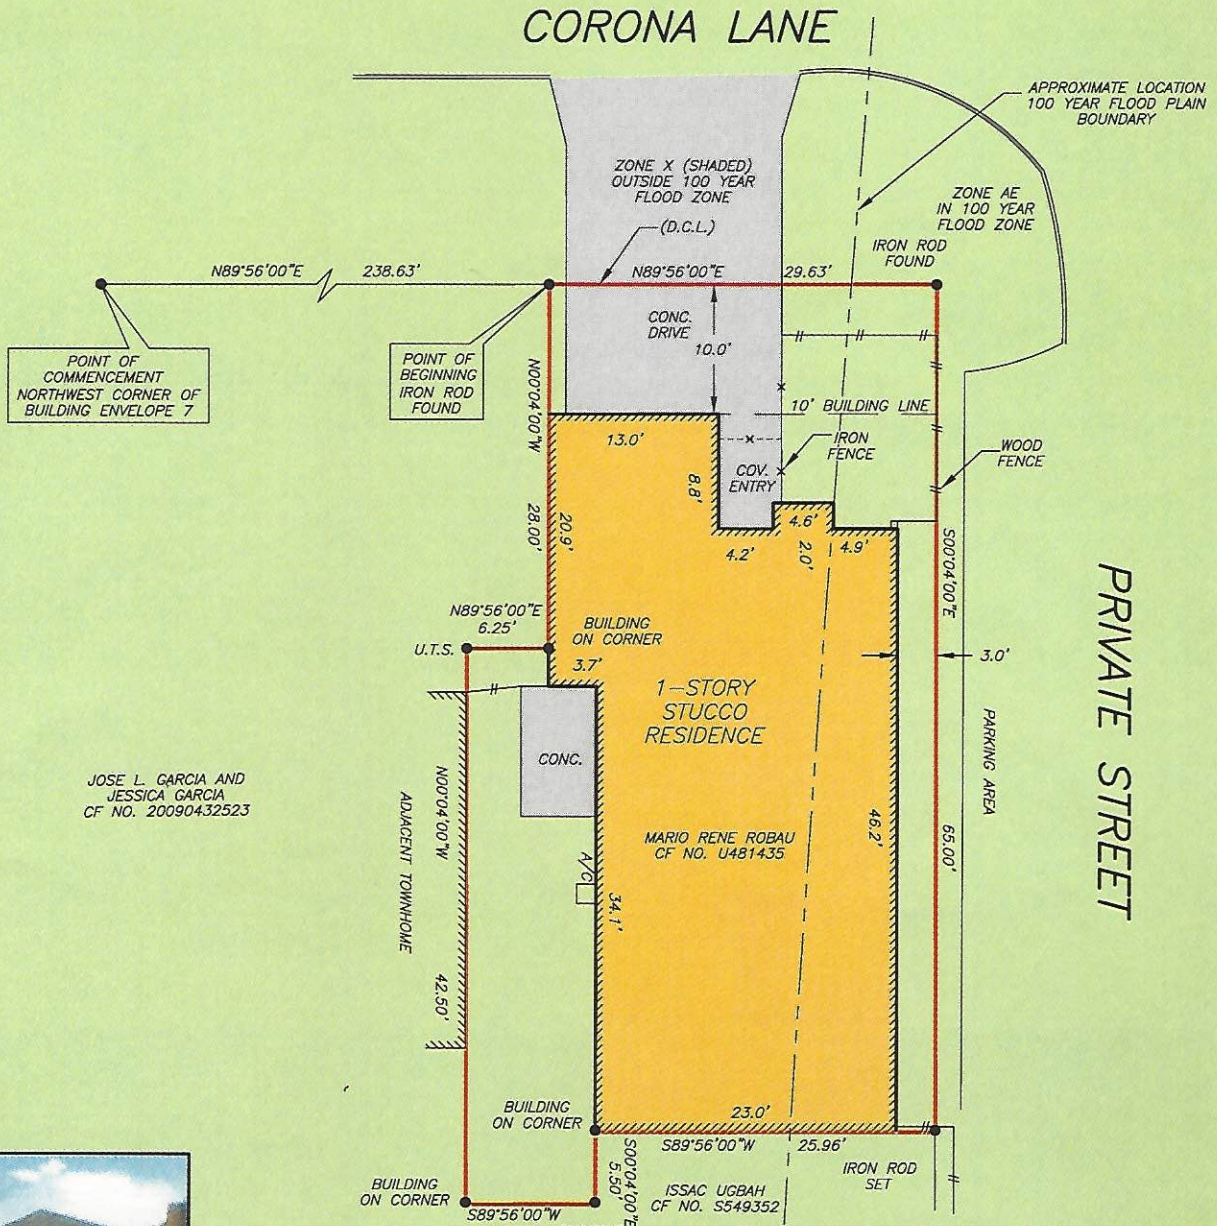 CORONA LANE
APPROXIMATE LOCATION
100 YEAR FLOOD PLAIN
BOUNDARY
ZONE X (SHADED)
OUTSIDE 100 YEAR
FLOOD ZONE
(D.C.L.)
ZONE AE
IN 100 YEAR
FLOOD ZONE
IRON ROD
FOUND
N89°56'00"E
238.63'
N89°56'00"E
29.63'
POINT OF
COMMENCEMENT
NORTHWEST CORNER OF
BUILDING ENVELOPE 7
POINT OF
BEGINNING
IRON ROD
FOUND
CONC.
DRIVE
10.0'
N00°04'00"W
28.00'
10' BUILDING LINE
13.0'
8.8'
COV.
ENTRY
IRON
FENCE
WOOD
FENCE
20.9'
4.2'
4.6'
2.0'
4.9'
S00°04'00"E
65.00'
PRIVATE STREET
N89°56'00"E
6.25'
U.T.S.
BUILDING
ON CORNER
3.7'
3.0'
1-STORY
STUCCO
RESIDENCE
CONC.
PARKING AREA
JOSE L. GARCIA AND
JESSICA GARCIA
CF NO. 20090432523
N00°04'00"W
42.50'
ADJACENT TOWNHOME
MARIO RENE ROBAU
CF NO. U481435
46.2'
A/C
34.1'
BUILDING
ON CORNER
23.0'
S89°56'00"W
25.96'
IRON ROD
SET
S00°04'00"E
5.50'
ISSAC UGBAH
CF NO. S549352
BUILDING
ON CORNER
S89°56'00"W